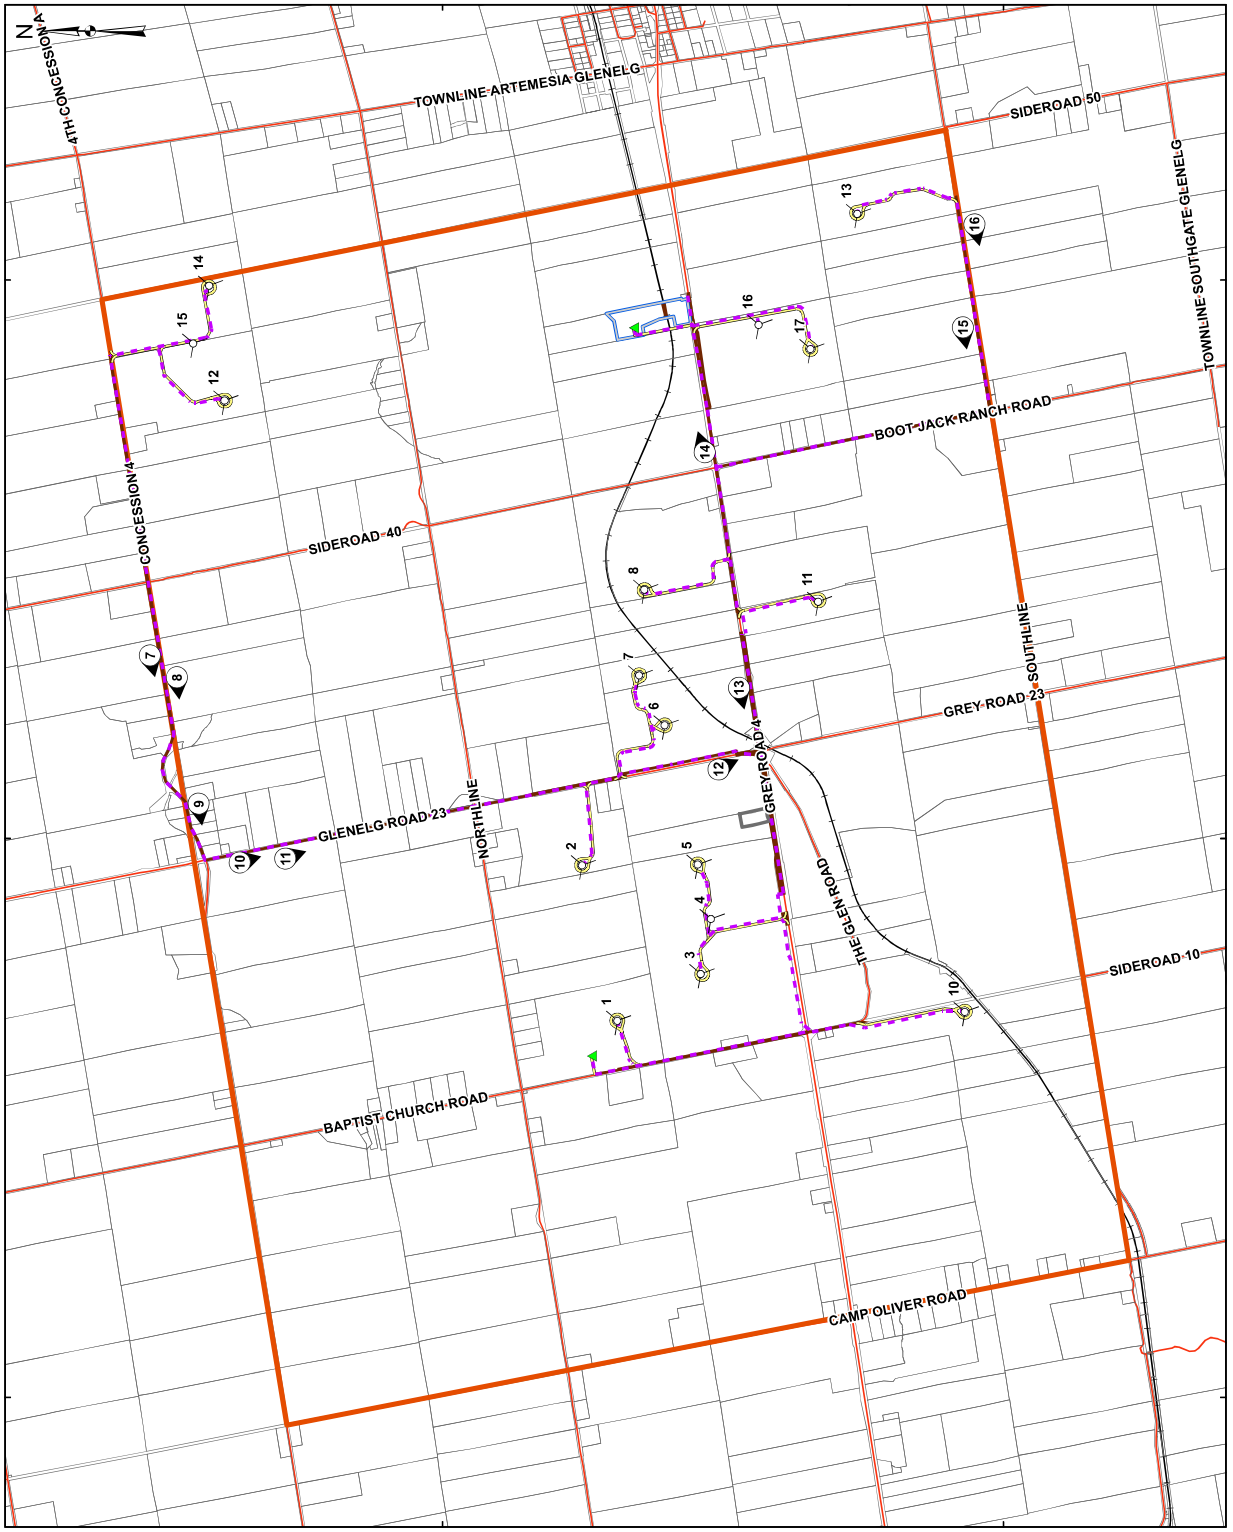 N
4TH CONCESSION A
TOWNLINE ARTEMESIA GLENELG
SIDEROAD 50
TOWNLINE SOUTHGATE GLENELG
13
16
14
15
12
16
17
15
BOOT JACK RANCH ROAD
14
CONCESSION 4
SIDEROAD 40
8
11
7
8
7
6
13
SOUTHLINE
GREY ROAD 23
12
GREY ROAD 4
9
10
11
GLENELG ROAD 23
NORTHLINE
2
5
4
3
THE GLEN ROAD
SIDEROAD 10
10
1
BAPTIST CHURCH ROAD
CAMP OLIVER ROAD